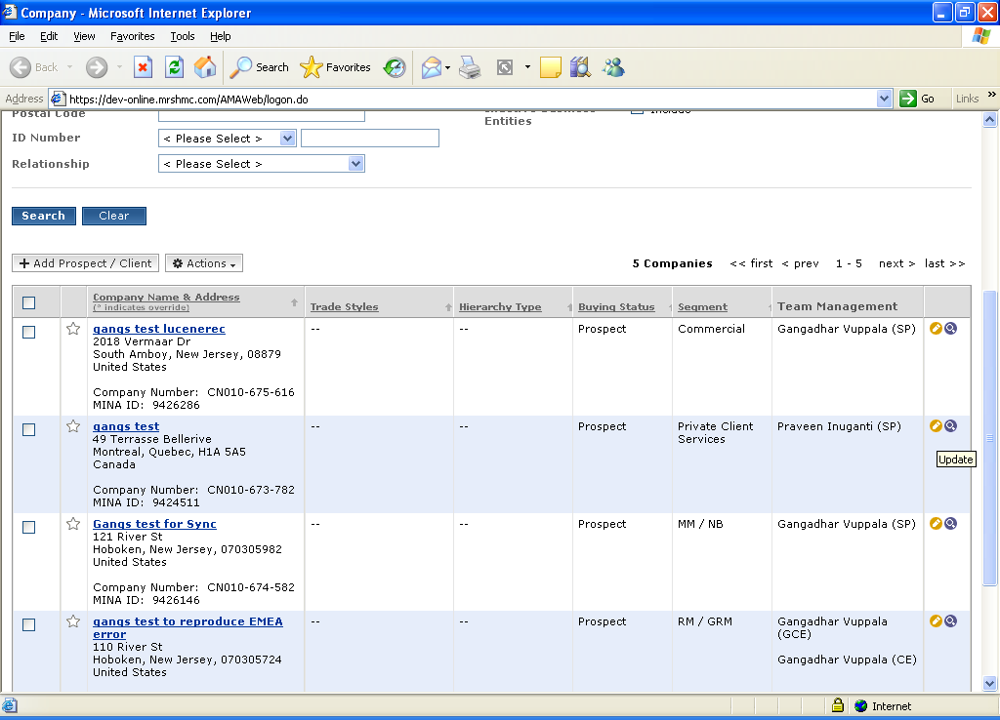 Company - Microsoft Internet Explorer
File Edit View Favorites Tools Help
Back Search Favorites
Address https://dev-online.mrshmc.com/AMAWeb/logon.do Go Links »
Postal Code
Include
Entities
ID Number < Please Select >
Relationship < Please Select >
Search Clear
Add Prospect / Client Actions 5 Companies << first < prev 1 - 5 next > last >>
Company Name & Address
(* indicates override) Trade Styles Hierarchy Type Buying Status Segment Team Management
gangs test lucenerec -- -- Prospect Commercial Gangadhar Vuppala (SP)
2018 Vermaar Dr
South Amboy, New Jersey, 08879
United States
Company Number: CN010-675-616
MINA ID: 9426286
gangs test -- -- Prospect Private Client Praveen Inuganti (SP)
49 Terrasse Bellerive Services
Montreal, Quebec, H1A 5A5
Canada Update
Company Number: CN010-673-782
MINA ID: 9424511
Gangs test for Sync -- -- Prospect MM / NB Gangadhar Vuppala (SP)
121 River St
Hoboken, New Jersey, 070305982
United States
Company Number: CN010-674-582
MINA ID: 9426146
gangs test to reproduce EMEA -- -- Prospect RM / GRM Gangadhar Vuppala
error (GCE)
110 River St
Hoboken, New Jersey, 070305724 Gangadhar Vuppala (CE)
United States
Internet